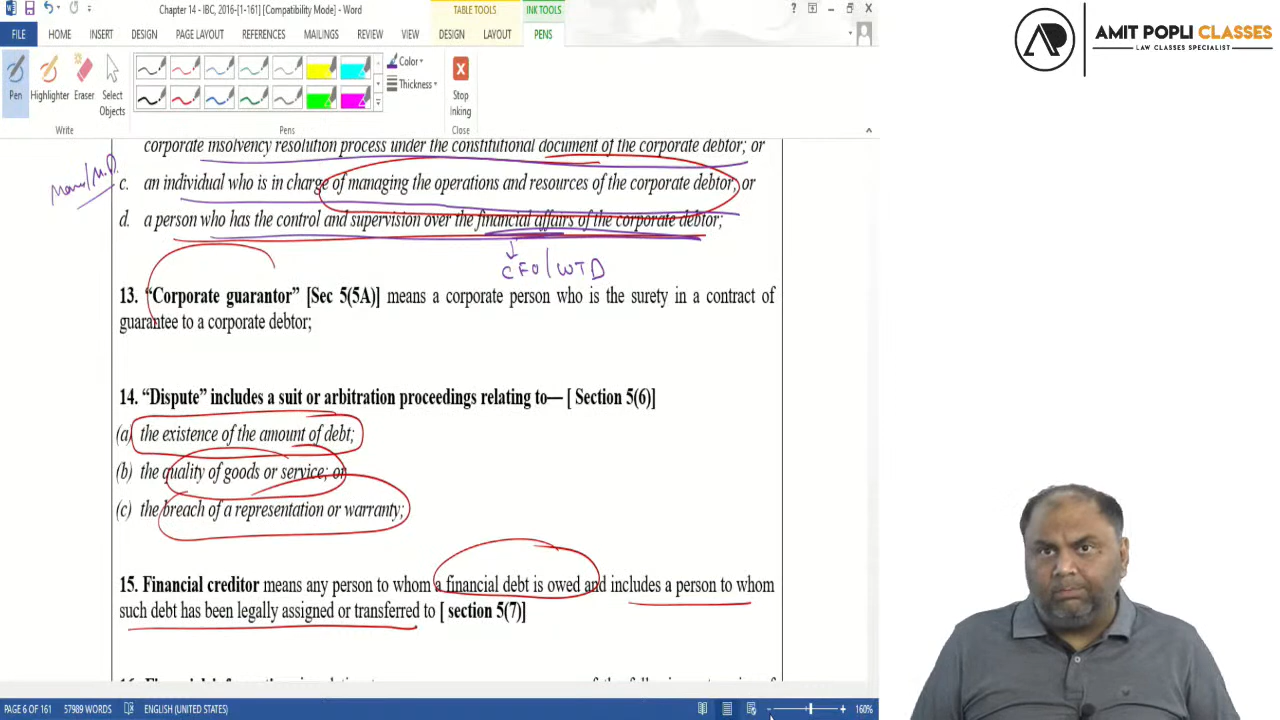 Chapter 14 - IBC, 2016-[1-161] [Compatibility Mode] - Word
TABLE TOOLS
INK TOOLS
FILE HOME INSERT DESIGN PAGE LAYOUT REFERENCES MAILINGS REVIEW VIEW DESIGN LAYOUT PENS
Pen
Highlighter
Eraser
Select Objects
Color
Thickness
Stop Inking
Write
Pens
Close
AMIT POPLI CLASSES
LAW CLASSES SPECIALIST
corporate insolvency resolution process under the constitutional document of the corporate debtor; or
c. an individual who is in charge of managing the operations and resources of the corporate debtor; or
d. a person who has the control and supervision over the financial affairs of the corporate debtor;
CFO/WTD
13. “Corporate guarantor” [Sec 5(5A)] means a corporate person who is the surety in a contract of
guarantee to a corporate debtor;
14. “Dispute” includes a suit or arbitration proceedings relating to— [ Section 5(6)]
(a) the existence of the amount of debt;
(b) the quality of goods or service; or
(c) the breach of a representation or warranty;
15. Financial creditor means any person to whom a financial debt is owed and includes a person to whom
such debt has been legally assigned or transferred to [ section 5(7)]
PAGE 6 OF 161 57989 WORDS ENGLISH (UNITED STATES) 160%